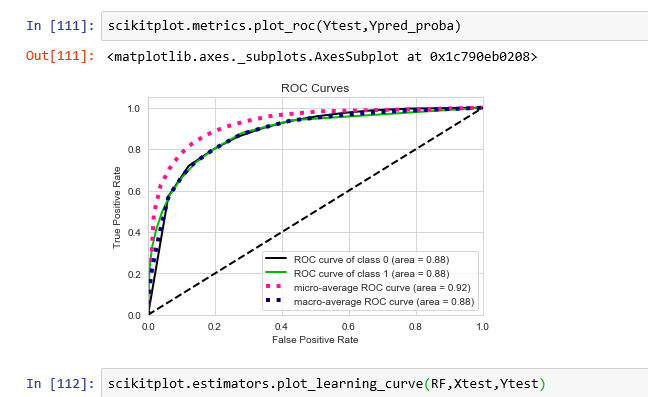 In [111]: scikitplot.metrics.plot_roc(Ytest,Ypred_proba)
Out[111]: <matplotlib.axes._subplots.AxesSubplot at 0x1c790eb0208>
ROC Curves
1.0
0.8
0.6
0.4
0.2
0.0
True Positive Rate
ROC curve of class 0 (area = 0.88)
ROC curve of class 1 (area = 0.88)
micro-average ROC curve (area = 0.92)
macro-average ROC curve (area = 0.88)
0.0 0.2 0.4 0.6 0.8 1.0
False Positive Rate
In [112]: scikitplot.estimators.plot_learning_curve(RF,Xtest,Ytest)